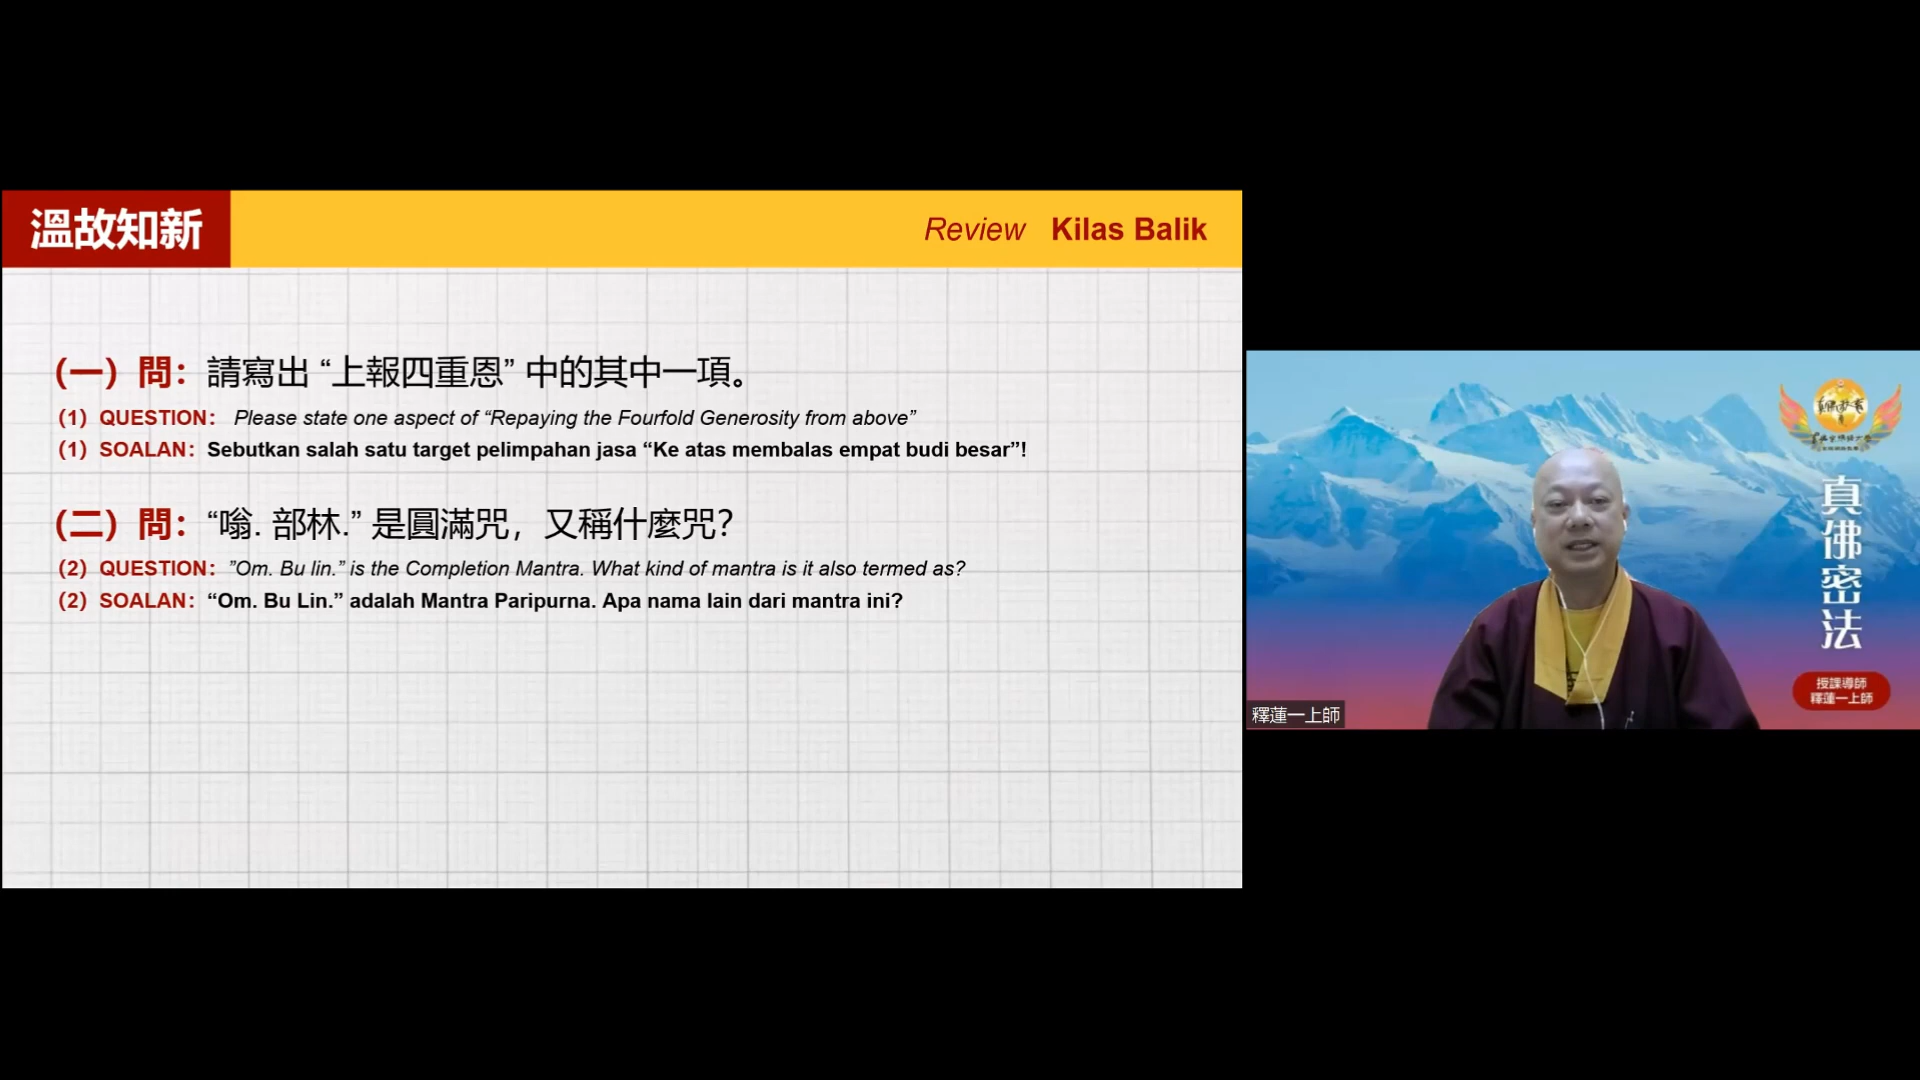 溫故知新
Review Kilas Balik
(一) 問：請寫出 “上報四重恩” 中的其中一項。
(1) QUESTION: Please state one aspect of “Repaying the Fourfold Generosity from above”
(1) SOALAN: Sebutkan salah satu target pelimpahan jasa “Ke atas membalas empat budi besar”!
(二) 問：“嗡. 部林.” 是圓滿咒，又稱什麼咒？
(2) QUESTION: ”Om. Bu lin.” is the Completion Mantra. What kind of mantra is it also termed as?
(2) SOALAN: “Om. Bu Lin.” adalah Mantra Paripurna. Apa nama lain dari mantra ini?
真佛密法
授課導師
釋蓮一上師
釋蓮一上師